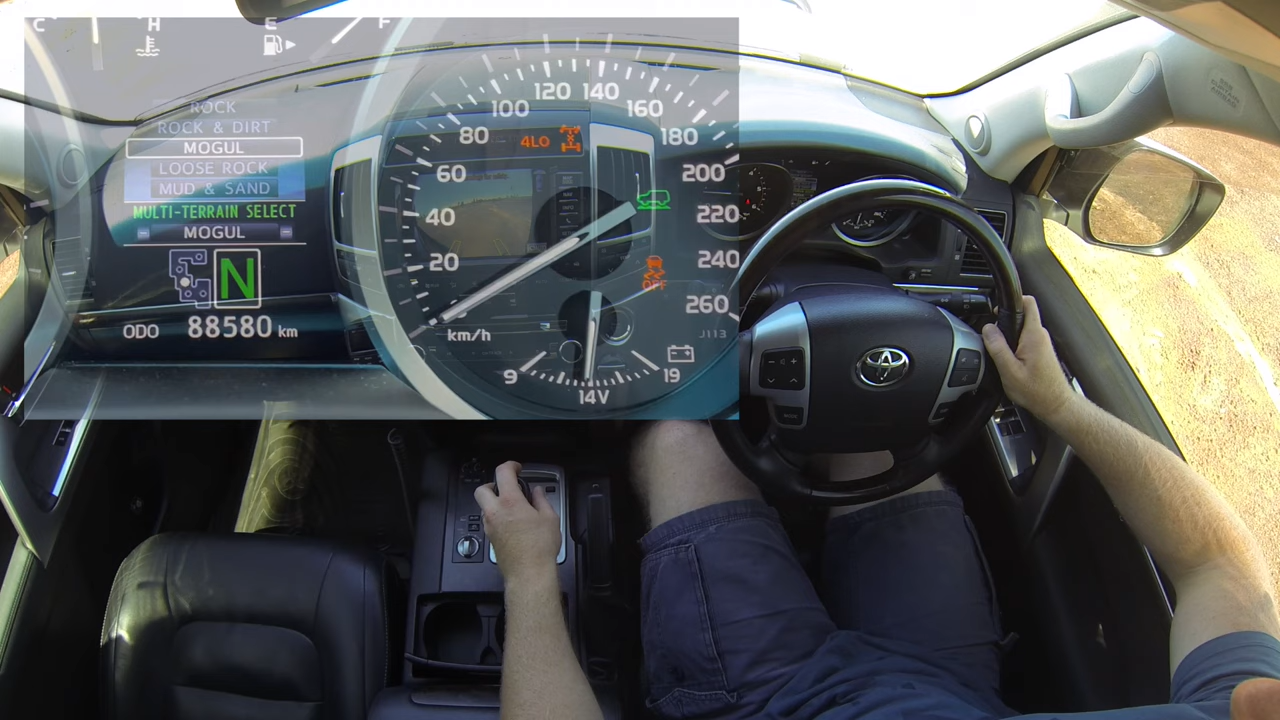 C H E F
ROCK
ROCK & DIRT
MOGUL
LOOSE ROCK
MUD & SAND
MULTI-TERRAIN SELECT
MOGUL
N
ODO 88580 km
20
40
60
80
100
120
140
160
180
200
220
240
260
4LO
OFF
km/h
J113
9
14V
19
MODE